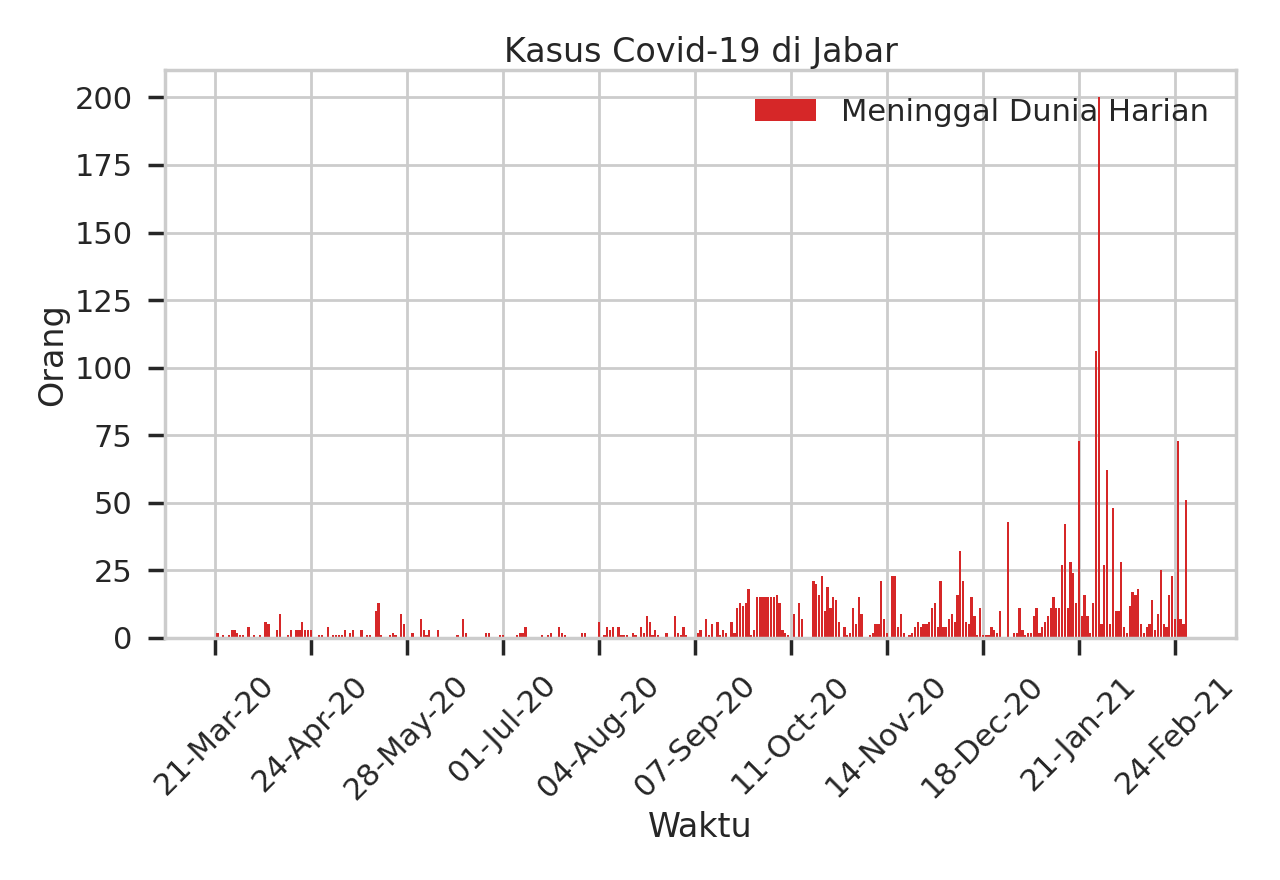 Kasus Covid-19 di Jabar
Meninggal Dunia Harian
Orang
200
175
150
125
100
75
50
25
0
21-Mar-20
24-Apr-20
28-May-20
01-Jul-20
04-Aug-20
07-Sep-20
11-Oct-20
14-Nov-20
18-Dec-20
21-Jan-21
24-Feb-21
Waktu